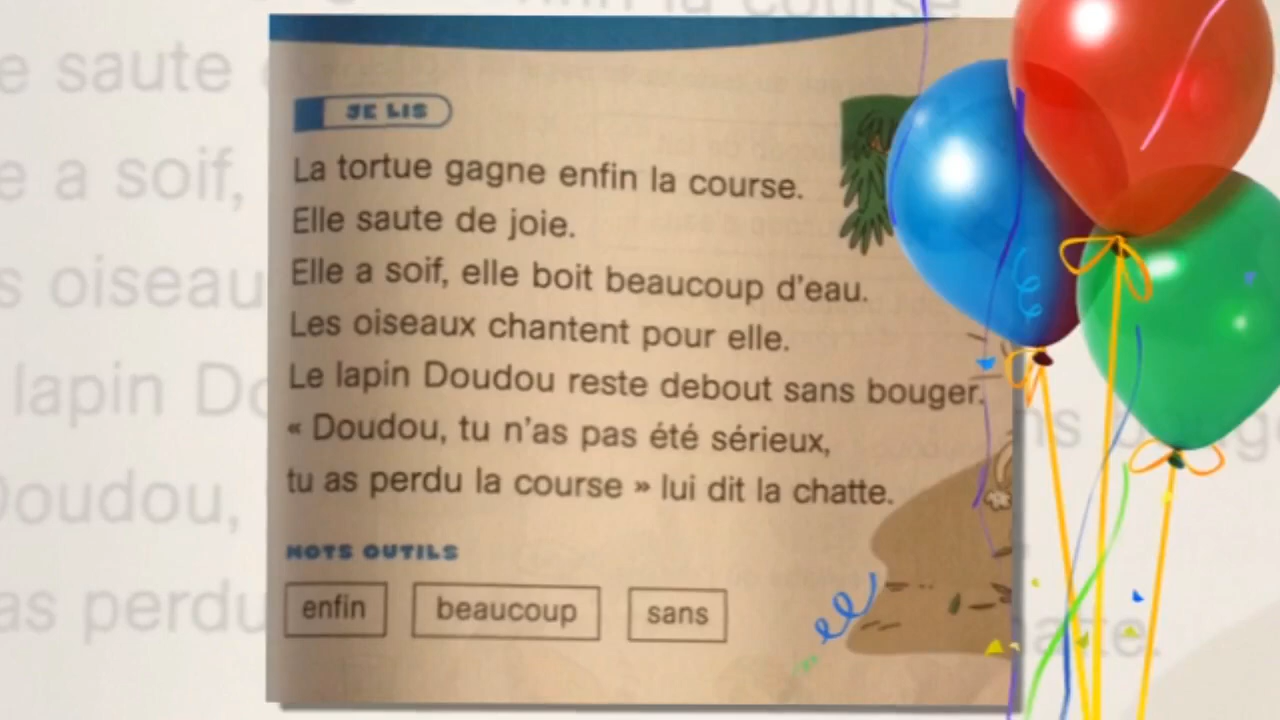 JE LIS
La tortue gagne enfin la course.
Elle saute de joie.
Elle a soif, elle boit beaucoup d'eau.
Les oiseaux chantent pour elle.
Le lapin Doudou reste debout sans bouger.
« Doudou, tu n'as pas été sérieux,
tu as perdu la course » lui dit la chatte.
MOTS OUTILS
enfin beaucoup sans